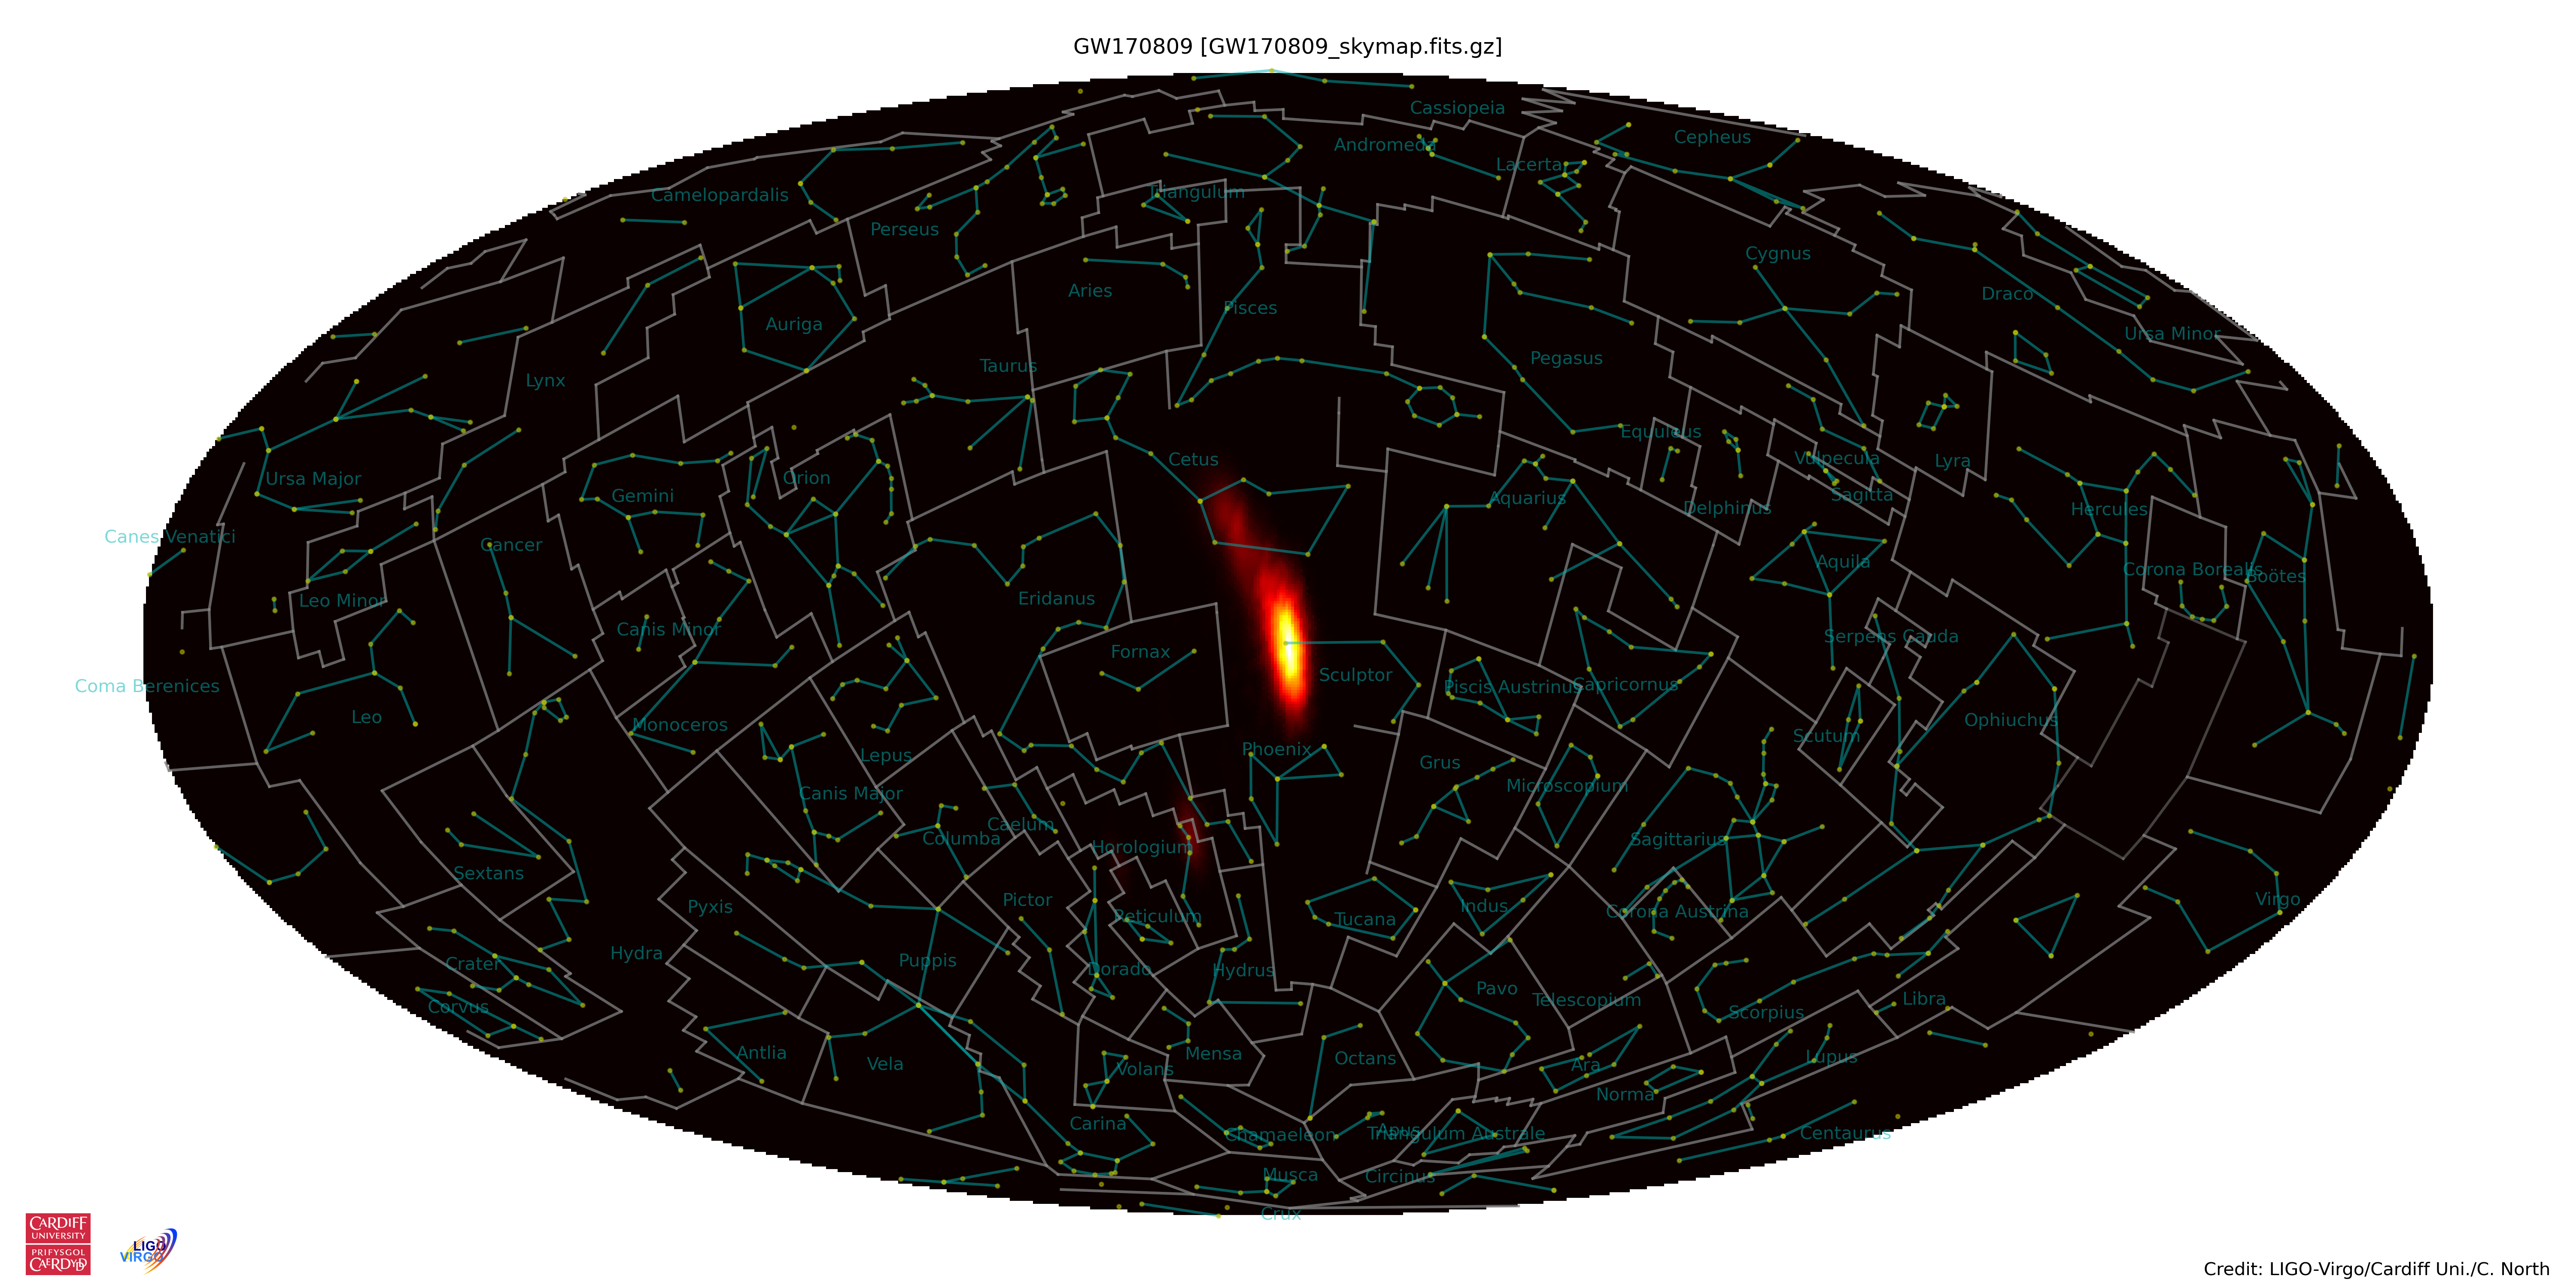 GW170809 [GW170809_skymap.fits.gz]
Cassiopeia
Cepheus
Andromeda
Lacerta
Camelopardalis
Triangulum
Perseus
Cygnus
Aries
Draco
Pisces
Auriga
Ursa Minor
Pegasus
Taurus
Lynx
Equuleus
Cetus
Vulpecula
Lyra
Ursa Major
Orion
Gemini
Aquarius
Sagitta
Delphinus
Hercules
Canes Venatici
Cancer
Aquila
Corona Borealis
Boötes
Leo Minor
Eridanus
Canis Minor
Serpens Cauda
Fornax
Sculptor
Coma Berenices
Piscis Austrinus
Capricornus
Leo
Monoceros
Ophiuchus
Scutum
Phoenix
Lepus
Grus
Microscopium
Canis Major
Caelum
Columba
Sagittarius
Horologium
Sextans
Virgo
Pictor
Pyxis
Indus
Corona Austrina
Reticulum
Tucana
Hydra
Puppis
Crater
Dorado
Hydrus
Pavo
Telescopium
Libra
Corvus
Scorpius
Antlia
Mensa
Octans
Lupus
Vela
Volans
Ara
Norma
Carina
Chamaeleon
Apus
Triangulum Australe
Centaurus
Musca
Circinus
Crux
CARDIFF
UNIVERSITY
PRIFYSGOL
CAERDYDD
LIGO
VIRGO
Credit: LIGO-Virgo/Cardiff Uni./C. North